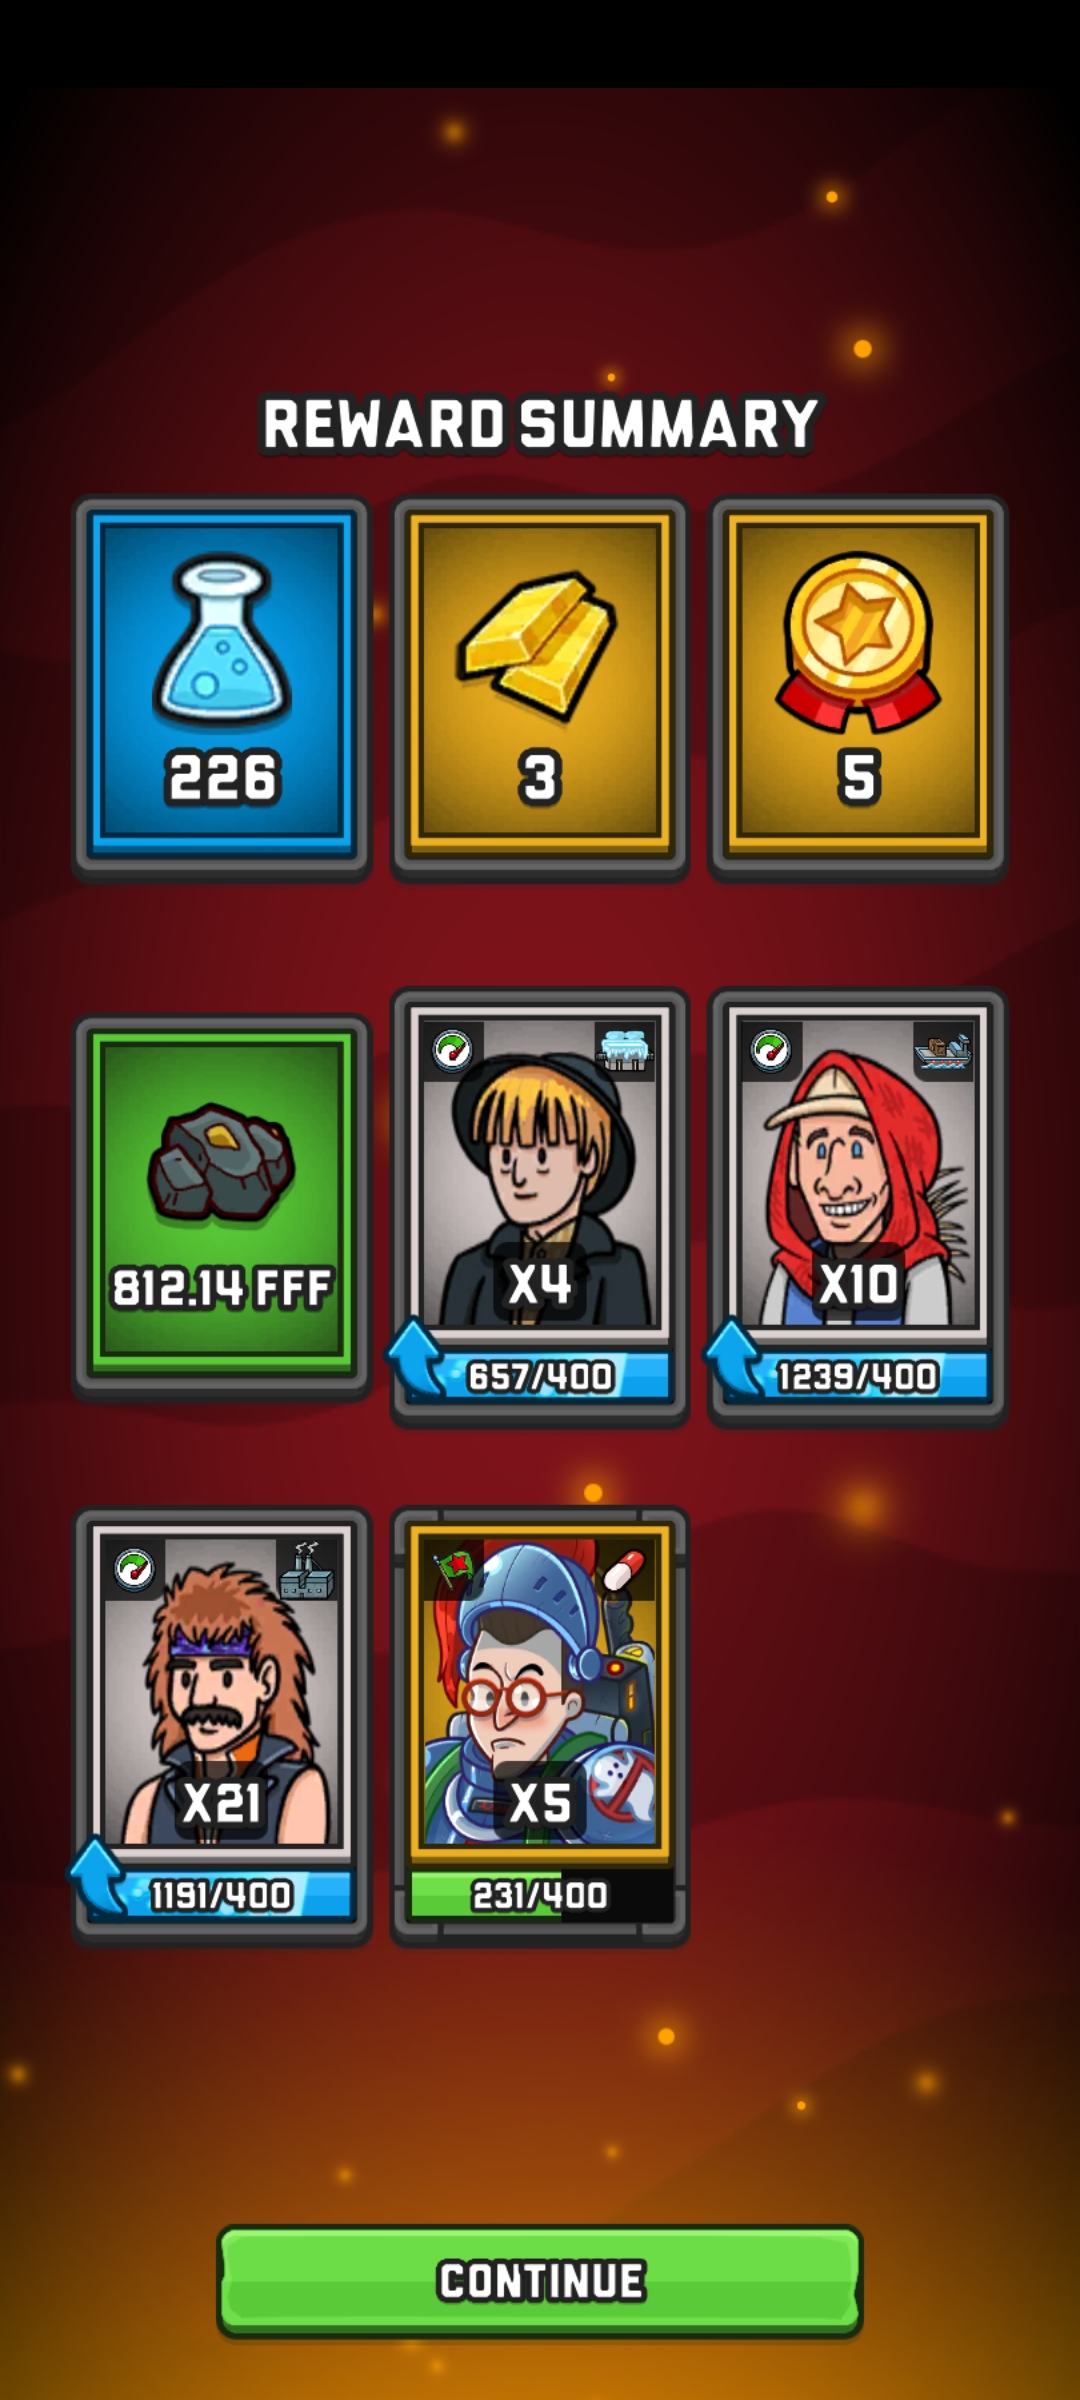 REWARD SUMMARY
226
3
5
812.14 FFF
X4
657/400
X10
1239/400
X21
1191/400
X5
231/400
CONTINUE